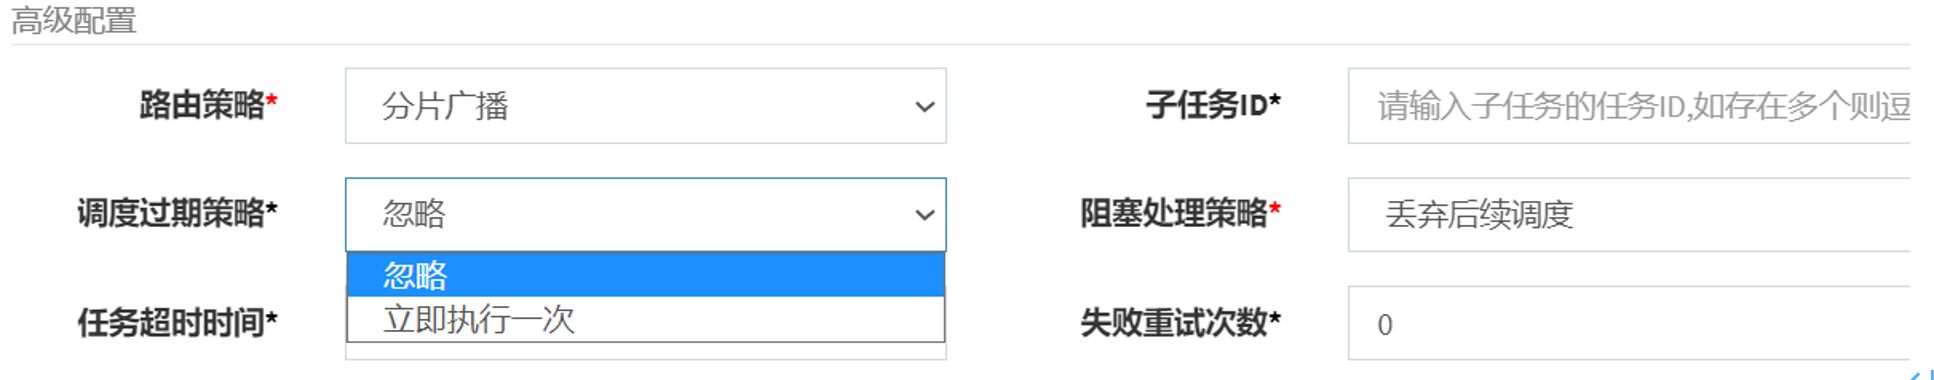 高级配置
路由策略*
分片广播
子任务ID*
请输入子任务的任务ID,如存在多个则逗
调度过期策略*
忽略
阻塞处理策略*
丢弃后续调度
忽略
立即执行一次
任务超时时间*
失败重试次数*
0